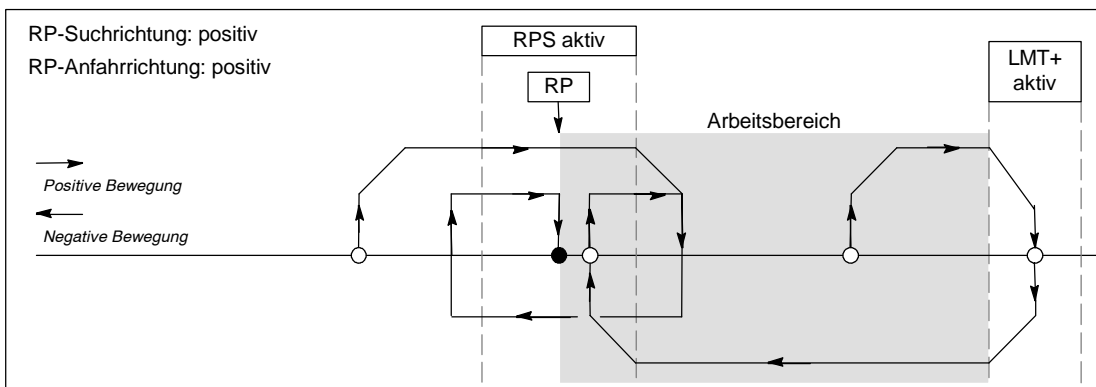 RP-Suchrichtung: positiv
RP-Anfahrrichtung: positiv
RPS aktiv
RP
LMT+
aktiv
Arbeitsbereich
Positive Bewegung
Negative Bewegung